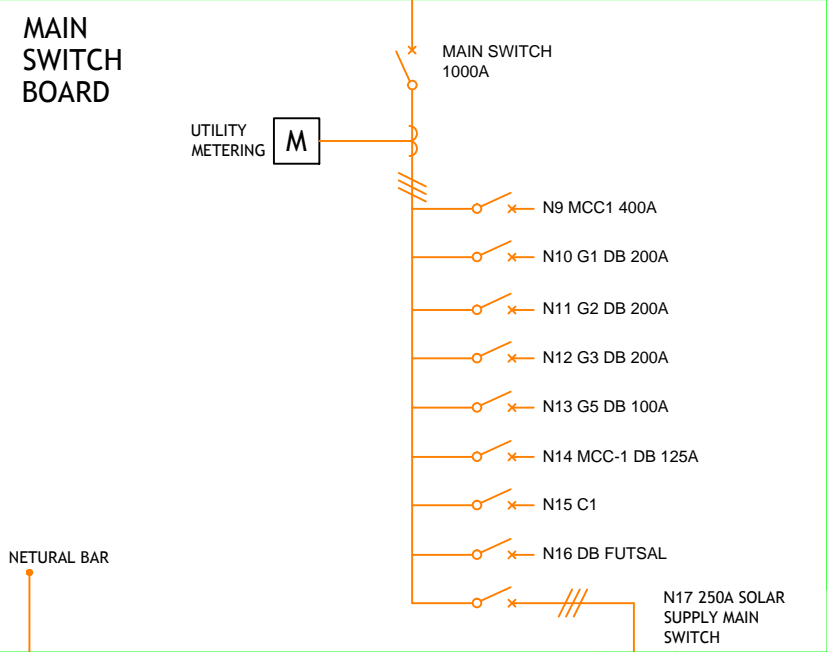 MAIN
SWITCH
BOARD
MAIN SWITCH
1000A
UTILITY
METERING
M
N9 MCC1 400A
N10 G1 DB 200A
N11 G2 DB 200A
N12 G3 DB 200A
N13 G5 DB 100A
N14 MCC-1 DB 125A
N15 C1
N16 DB FUTSAL
NETURAL BAR
N17 250A SOLAR
SUPPLY MAIN
SWITCH